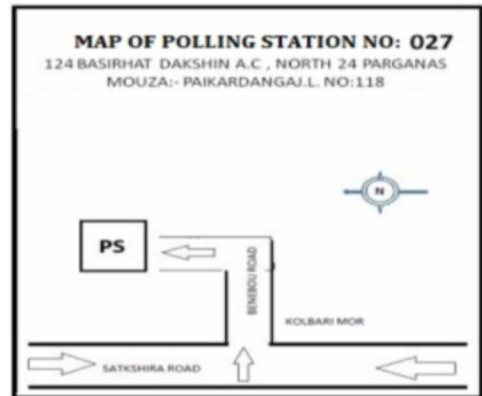 MAP OF POLLING STATION NO: 027
124 BASIRHAT DAKSHIN A.C , NORTH 24 PARGANAS
MOUZA:- PAIKARDANGAJ.L. NO:118
N
PS
BENEBOU ROAD
KOLBARI MOR
SATKSHIRA ROAD